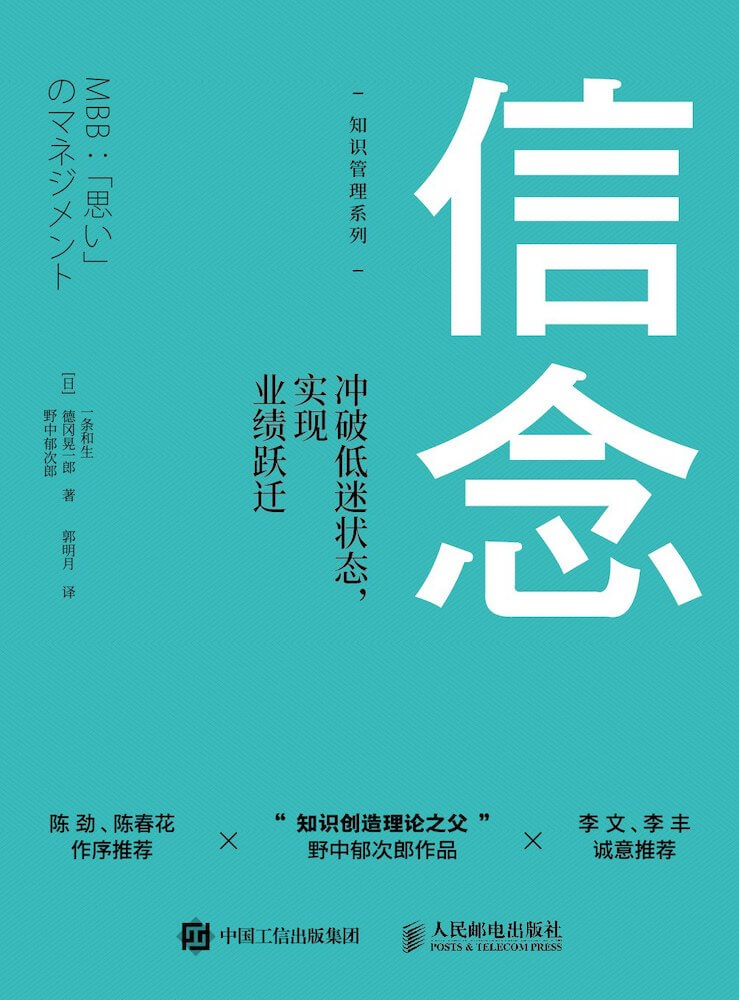 信念
－知识管理系列－
MBB：「思い」
のマネジメント
冲破低迷状态，
实现
业绩跃迁
［日］
一条和生
德冈晃一郎 著
野中郁次郎
郭明月 译
陈 劲、陈春花
作序推荐
×
“知识创造理论之父”
野中郁次郎作品
×
李 文、李 丰
诚意推荐
中国工信出版集团
人民邮电出版社
POSTS & TELECOM PRESS